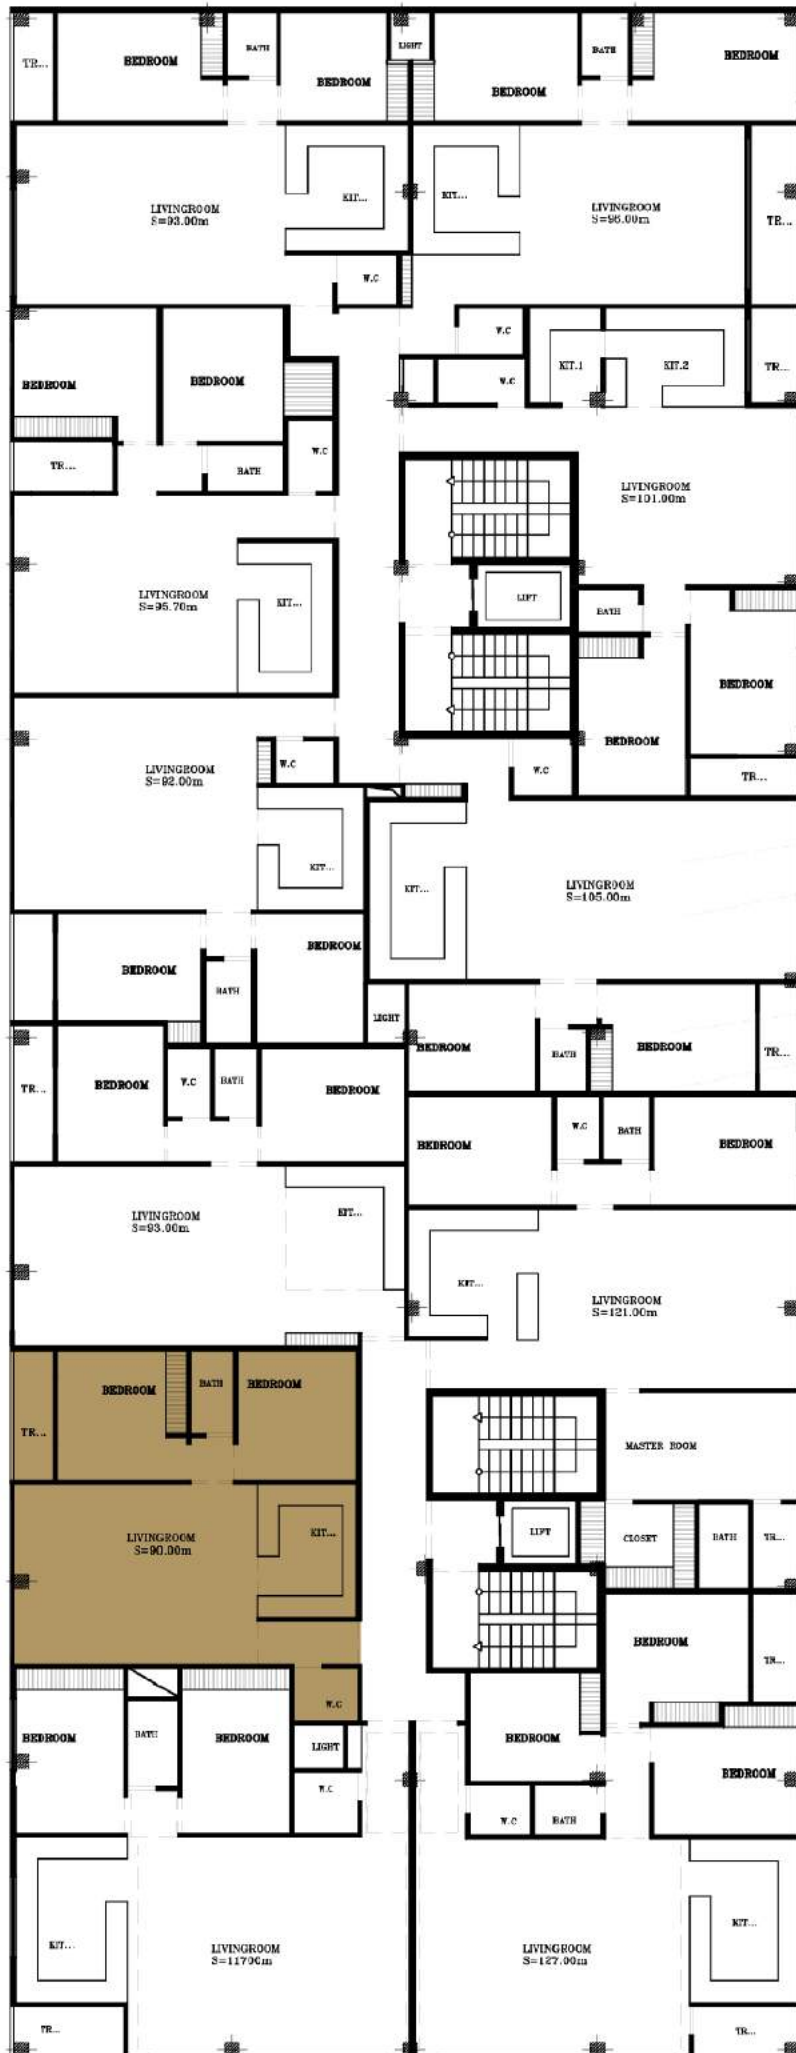 TR...
BEDROOM
BATH
BEDROOM
LIGHT
BEDROOM
BATH
BEDROOM
LIVINGROOM
S=93.00m
KIT...
KIT...
LIVINGROOM
S=96.00m
TR...
W.C
BEDROOM
BEDROOM
W.C
W.C
KIT.1
KIT.2
TR...
TR...
BATH
W.C
LIVINGROOM
S=101.00m
LIVINGROOM
S=95.70m
KIT...
LIFT
BATH
BEDROOM
BEDROOM
TR...
LIVINGROOM
S=92.00m
W.C
W.C
KIT...
KIT...
LIVINGROOM
S=105.00m
BEDROOM
BATH
BEDROOM
LIGHT
BEDROOM
BATH
BEDROOM
TR...
TR...
BEDROOM
W.C
BATH
BEDROOM
BEDROOM
W.C
BATH
BEDROOM
LIVINGROOM
S=93.00m
KIT...
KIT...
LIVINGROOM
S=121.00m
TR...
BEDROOM
BATH
BEDROOM
MASTER ROOM
LIVINGROOM
S=90.00m
KIT...
LIFT
CLOSET
BATH
TR...
BEDROOM
TR...
W.C
BEDROOM
BATH
BEDROOM
LIGHT
W.C
BEDROOM
BEDROOM
W.C
BATH
KIT...
LIVINGROOM
S=11700m
LIVINGROOM
S=127.00m
KIT...
TR...
TR...